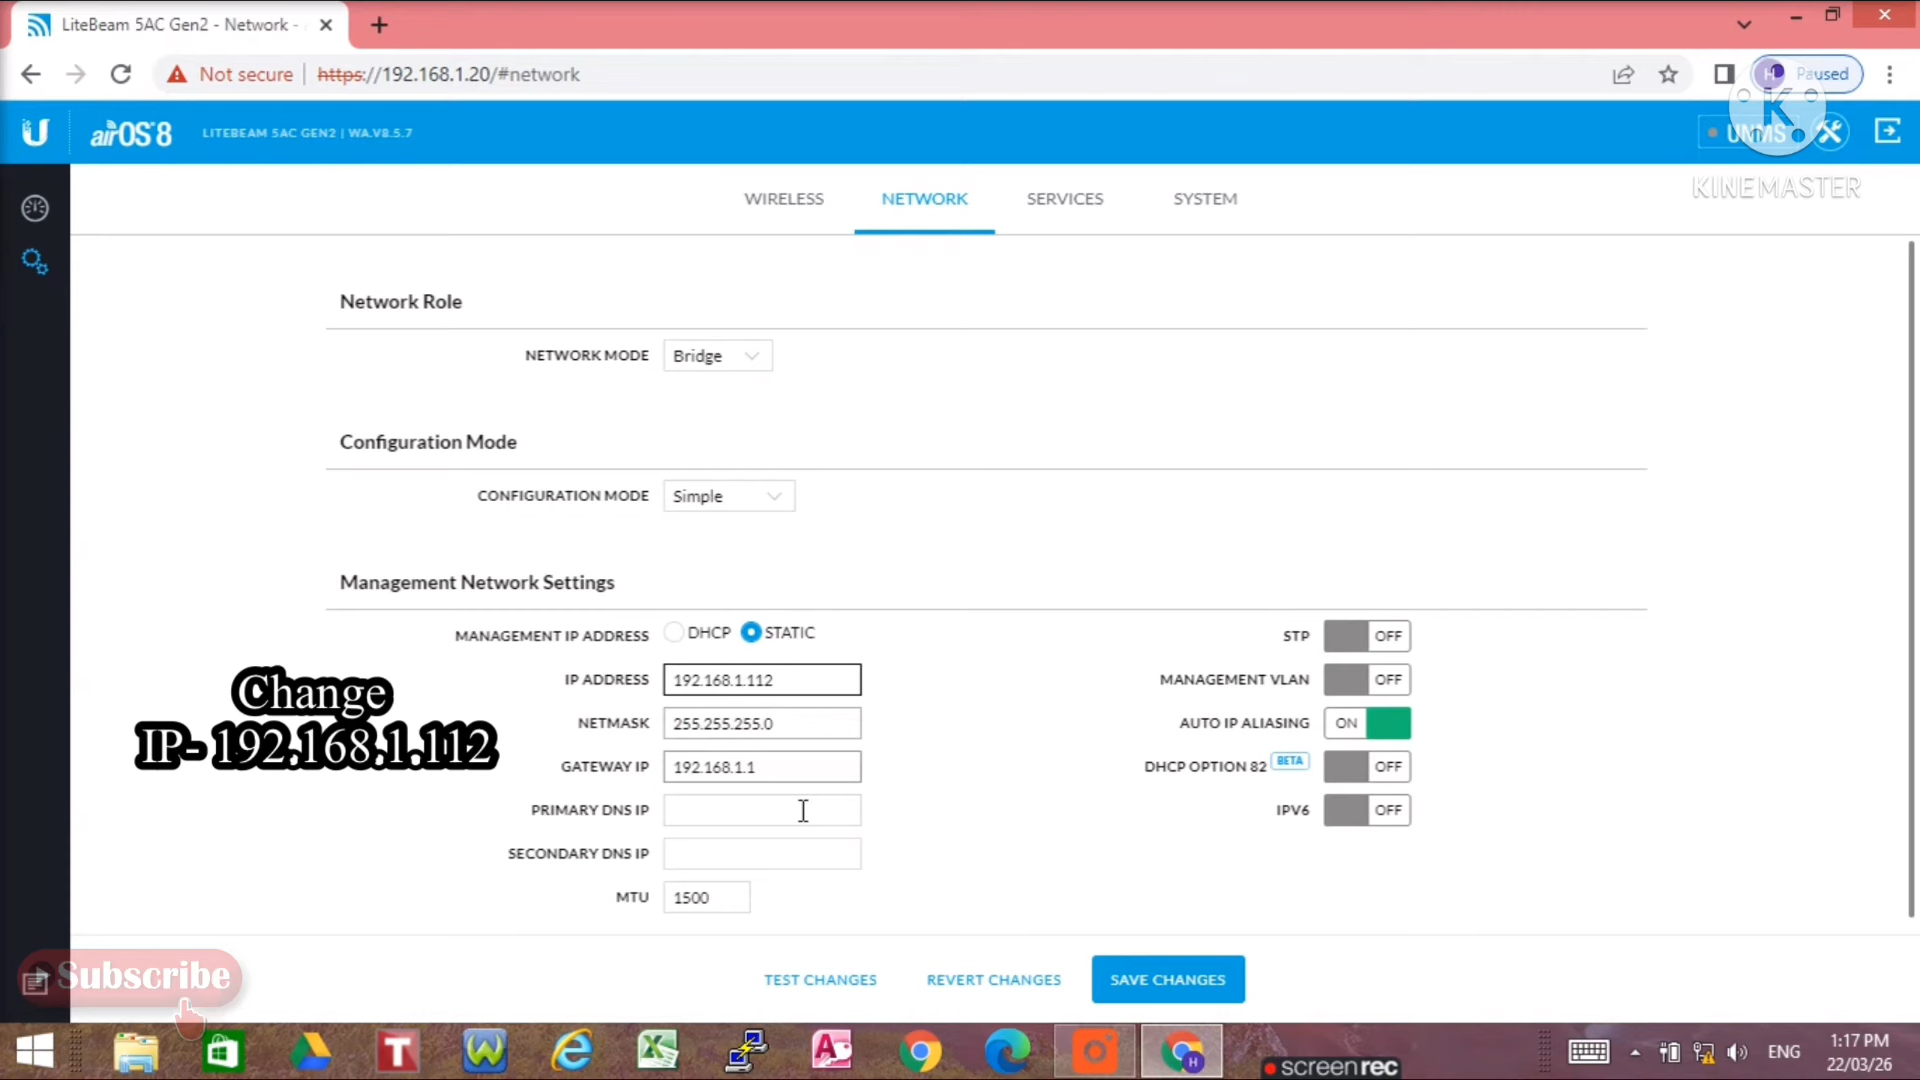 LiteBeam 5AC Gen2 - Network -
Not secure
https://192.168.1.20/#network
H
Paused
airOS 8
LITEBEAM 5AC GEN2 | WA.V8.5.7
UNMS
K
KINEMASTER
WIRELESS
NETWORK
SERVICES
SYSTEM
Network Role
NETWORK MODE
Bridge
Configuration Mode
CONFIGURATION MODE
Simple
Management Network Settings
MANAGEMENT IP ADDRESS
DHCP
STATIC
STP
OFF
IP ADDRESS
192.168.1.112
MANAGEMENT VLAN
OFF
Change
IP- 192.168.1.112
NETMASK
255.255.255.0
AUTO IP ALIASING
ON
GATEWAY IP
192.168.1.1
DHCP OPTION 82
BETA
OFF
PRIMARY DNS IP
IPV6
OFF
SECONDARY DNS IP
MTU
1500
Subscribe
TEST CHANGES
REVERT CHANGES
SAVE CHANGES
screenrec
ENG
1:17 PM
22/03/26